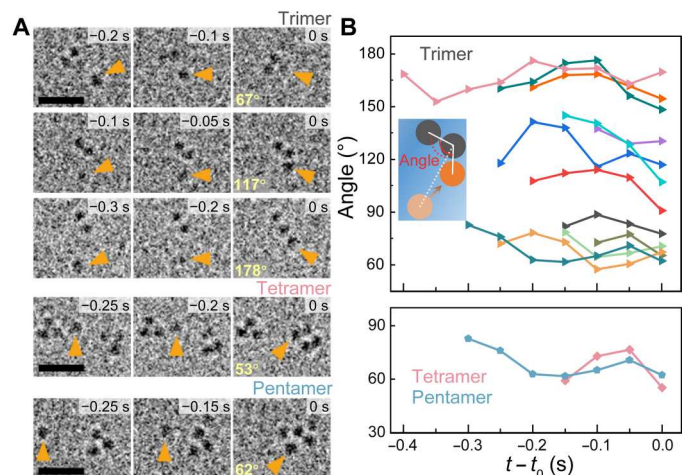 A
Trimer
−0.2 s
−0.1 s
0 s
67°
−0.1 s
−0.05 s
0 s
117°
−0.3 s
−0.2 s
0 s
178°
Tetramer
−0.25 s
−0.2 s
0 s
53°
Pentamer
−0.25 s
−0.15 s
0 s
62°
B
Trimer
180
150
120
90
60
Angle (°)
Angle
90
60
30
Tetramer
Pentamer
−0.4 −0.3 −0.2 −0.1 0.0
t − t₀ (s)